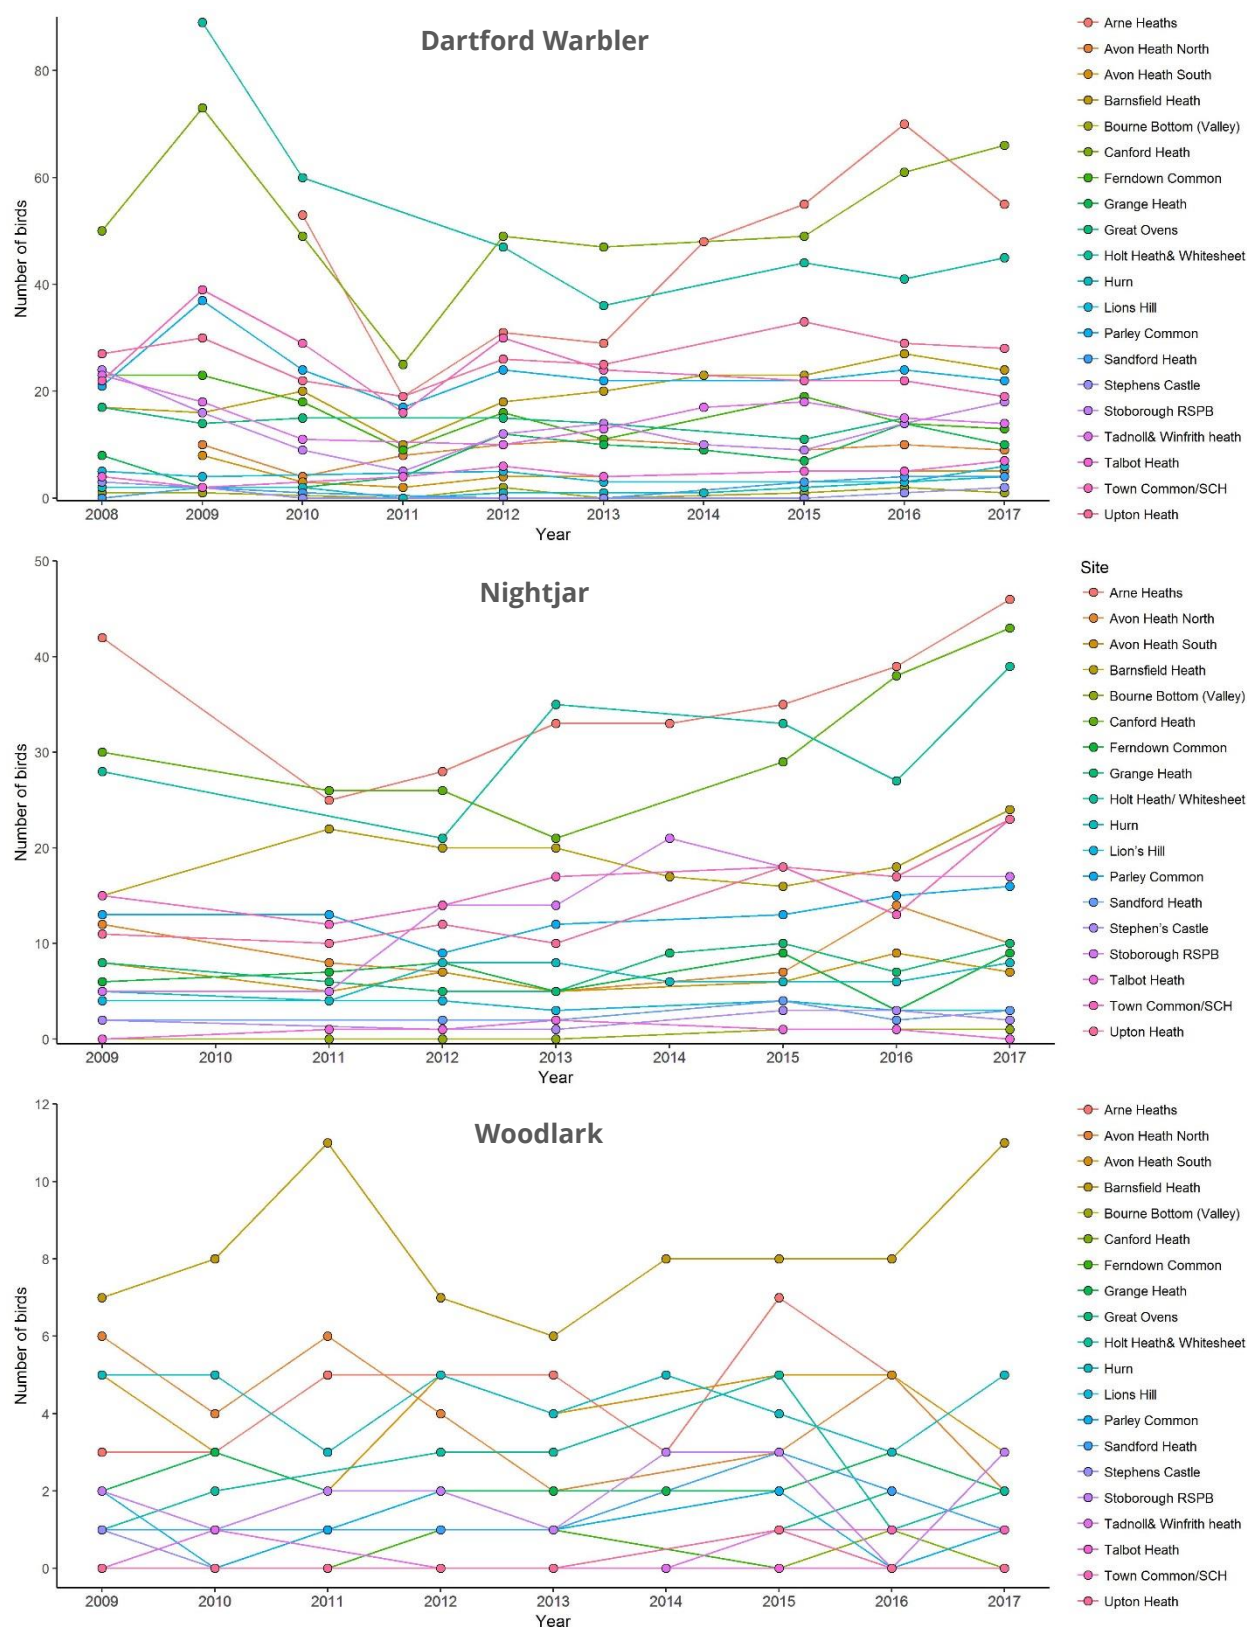 Dartford Warbler
Number of birds
80
60
40
20
0
2008 2009 2010 2011 2012 2013 2014 2015 2016 2017
Year
Arne Heaths
Avon Heath North
Avon Heath South
Barnsfield Heath
Bourne Bottom (Valley)
Canford Heath
Ferndown Common
Grange Heath
Great Ovens
Holt Heath& Whitesheet
Hurn
Lions Hill
Parley Common
Sandford Heath
Stephens Castle
Stoborough RSPB
Tadnoll& Winfrith heath
Talbot Heath
Town Common/SCH
Upton Heath
Nightjar
Number of birds
50
40
30
20
10
0
2009 2010 2011 2012 2013 2014 2015 2016 2017
Year
Site
Arne Heaths
Avon Heath North
Avon Heath South
Barnsfield Heath
Bourne Bottom (Valley)
Canford Heath
Ferndown Common
Grange Heath
Holt Heath/ Whitesheet
Hurn
Lion's Hill
Parley Common
Sandford Heath
Stephen's Castle
Stoborough RSPB
Talbot Heath
Town Common/SCH
Upton Heath
Woodlark
Number of birds
12
10
8
6
4
2
0
2009 2010 2011 2012 2013 2014 2015 2016 2017
Year
Arne Heaths
Avon Heath North
Avon Heath South
Barnsfield Heath
Bourne Bottom (Valley)
Canford Heath
Ferndown Common
Grange Heath
Great Ovens
Holt Heath& Whitesheet
Hurn
Lions Hill
Parley Common
Sandford Heath
Stephens Castle
Stoborough RSPB
Tadnoll& Winfrith heath
Talbot Heath
Town Common/SCH
Upton Heath